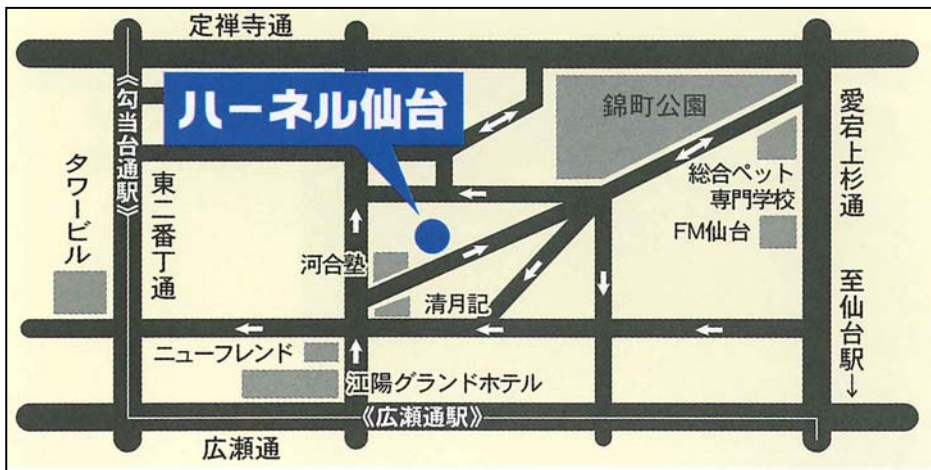 定禅寺通
ハーネル仙台
錦町公園
愛宕上杉通
《勾当台通駅》
タワービル
東二番丁通
総合ペット
専門学校
FM仙台
河合塾
清月記
至仙台駅→
ニューフレンド
江陽グランドホテル
《広瀬通駅》
広瀬通